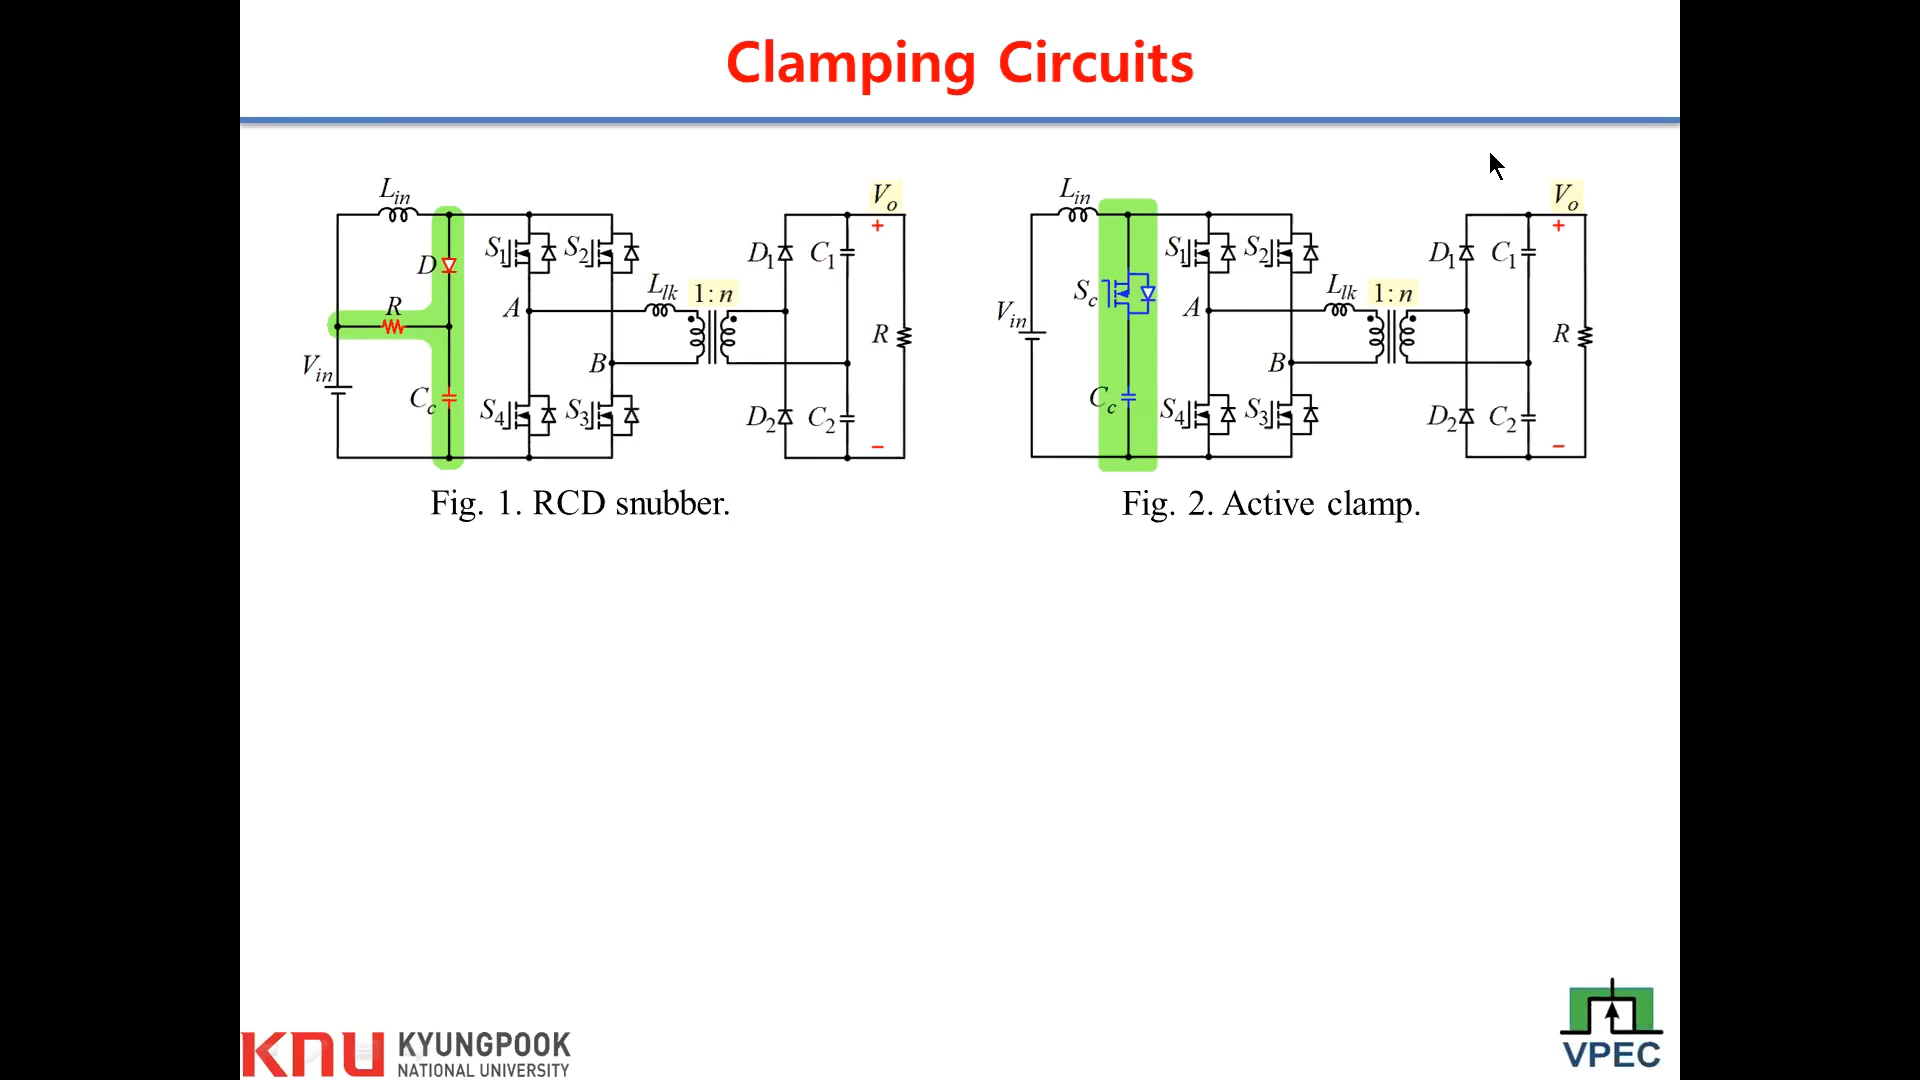 Clamping Circuits
L_in
V_o
+
S_1
S_2
D_1
C_1
D
L_lk
1:n
A
R
R
V_in
B
C_c
S_4
S_3
D_2
C_2
−
Fig. 1. RCD snubber.
L_in
V_o
+
S_1
S_2
D_1
C_1
S_c
L_lk
1:n
A
V_in
R
B
C_c
S_4
S_3
D_2
C_2
−
Fig. 2. Active clamp.
KNU KYUNGPOOK
NATIONAL UNIVERSITY
VPEC